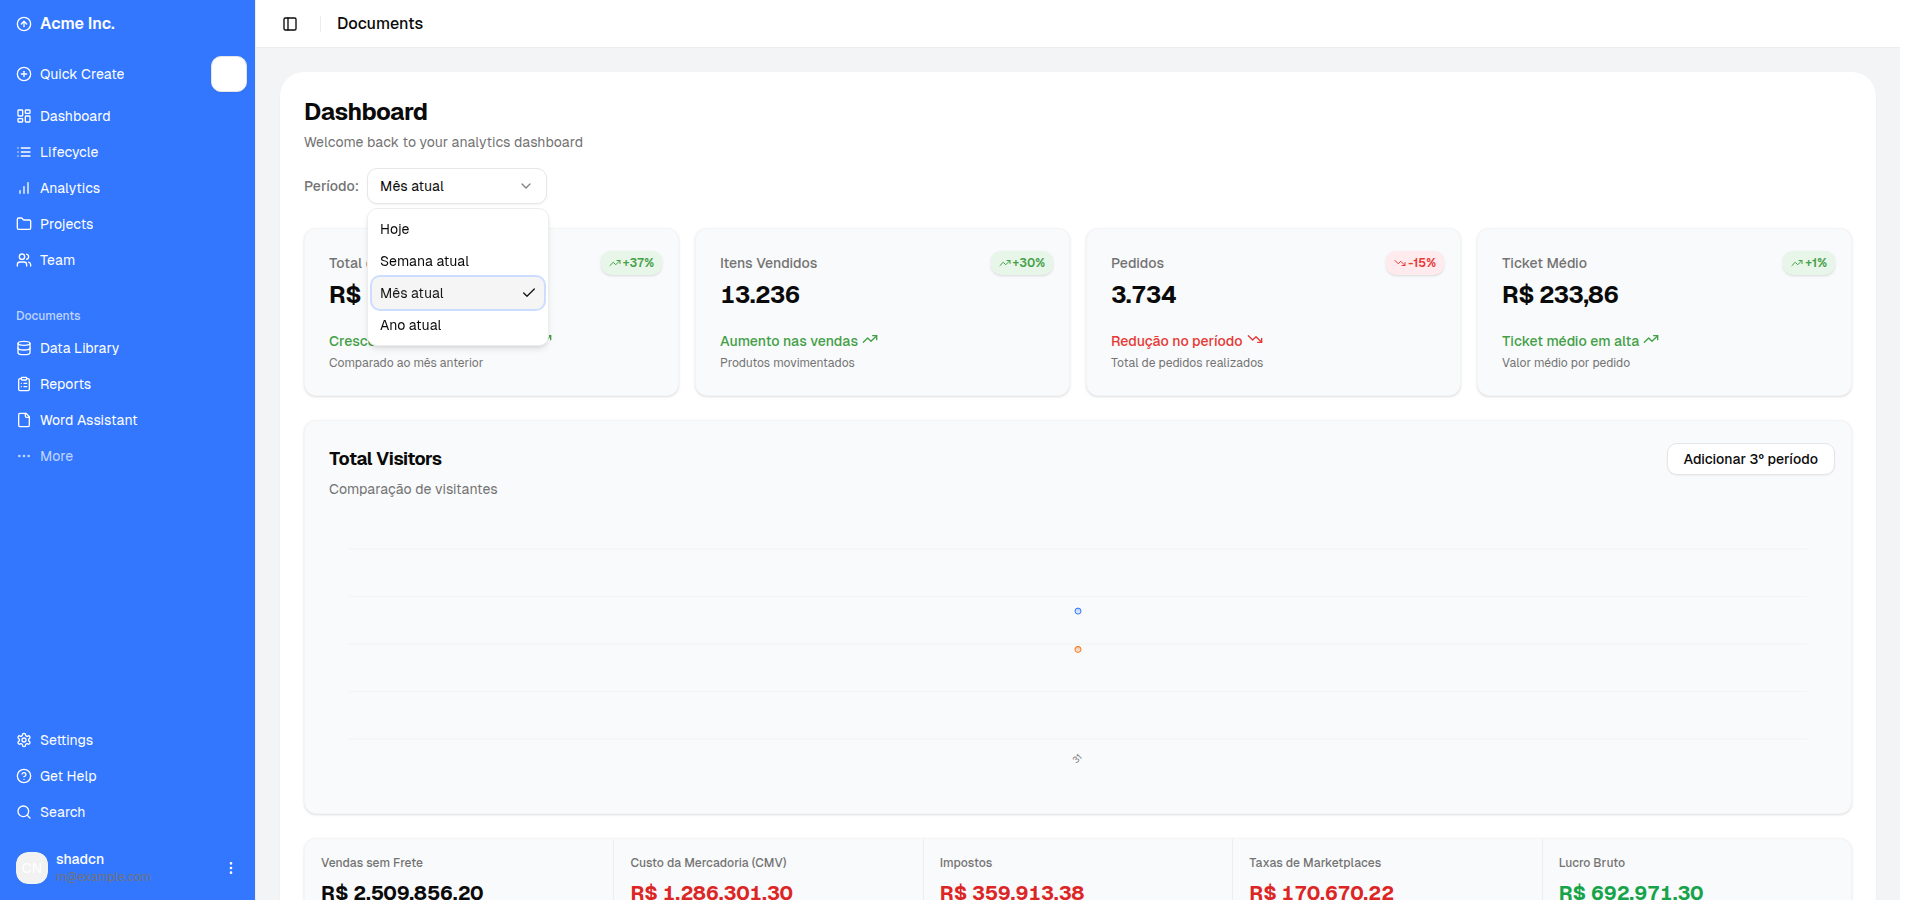 Acme Inc.
Quick Create
Dashboard
Lifecycle
Analytics
Projects
Team
Documents
Data Library
Reports
Word Assistant
More
Settings
Get Help
Search
CN
shadcn
m@example.com
Documents
Dashboard
Welcome back to your analytics dashboard
Período: Mês atual
Hoje
Semana atual
Mês atual
Ano atual
Total
+37%
R$
Comparado ao mês anterior
Itens Vendidos
+30%
13.236
Aumento nas vendas
Produtos movimentados
Pedidos
-15%
3.734
Redução no período
Total de pedidos realizados
Ticket Médio
+1%
R$ 233,86
Ticket médio em alta
Valor médio por pedido
Total Visitors
Comparação de visitantes
Adicionar 3º período
Vendas sem Frete
R$ 2.509.856,20
Custo da Mercadoria (CMV)
R$ 1.286.301,30
Impostos
R$ 359.913,38
Taxas de Marketplaces
R$ 170.670,22
Lucro Bruto
R$ 692.971,30